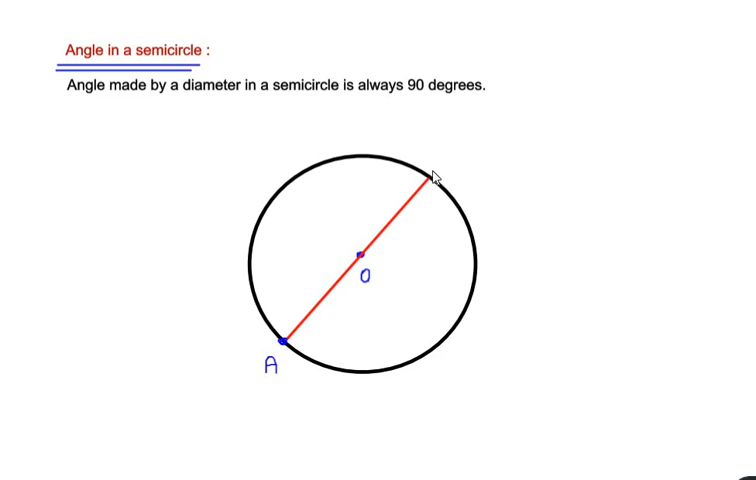 Angle in a semicircle :
Angle made by a diameter in a semicircle is always 90 degrees.
O
A